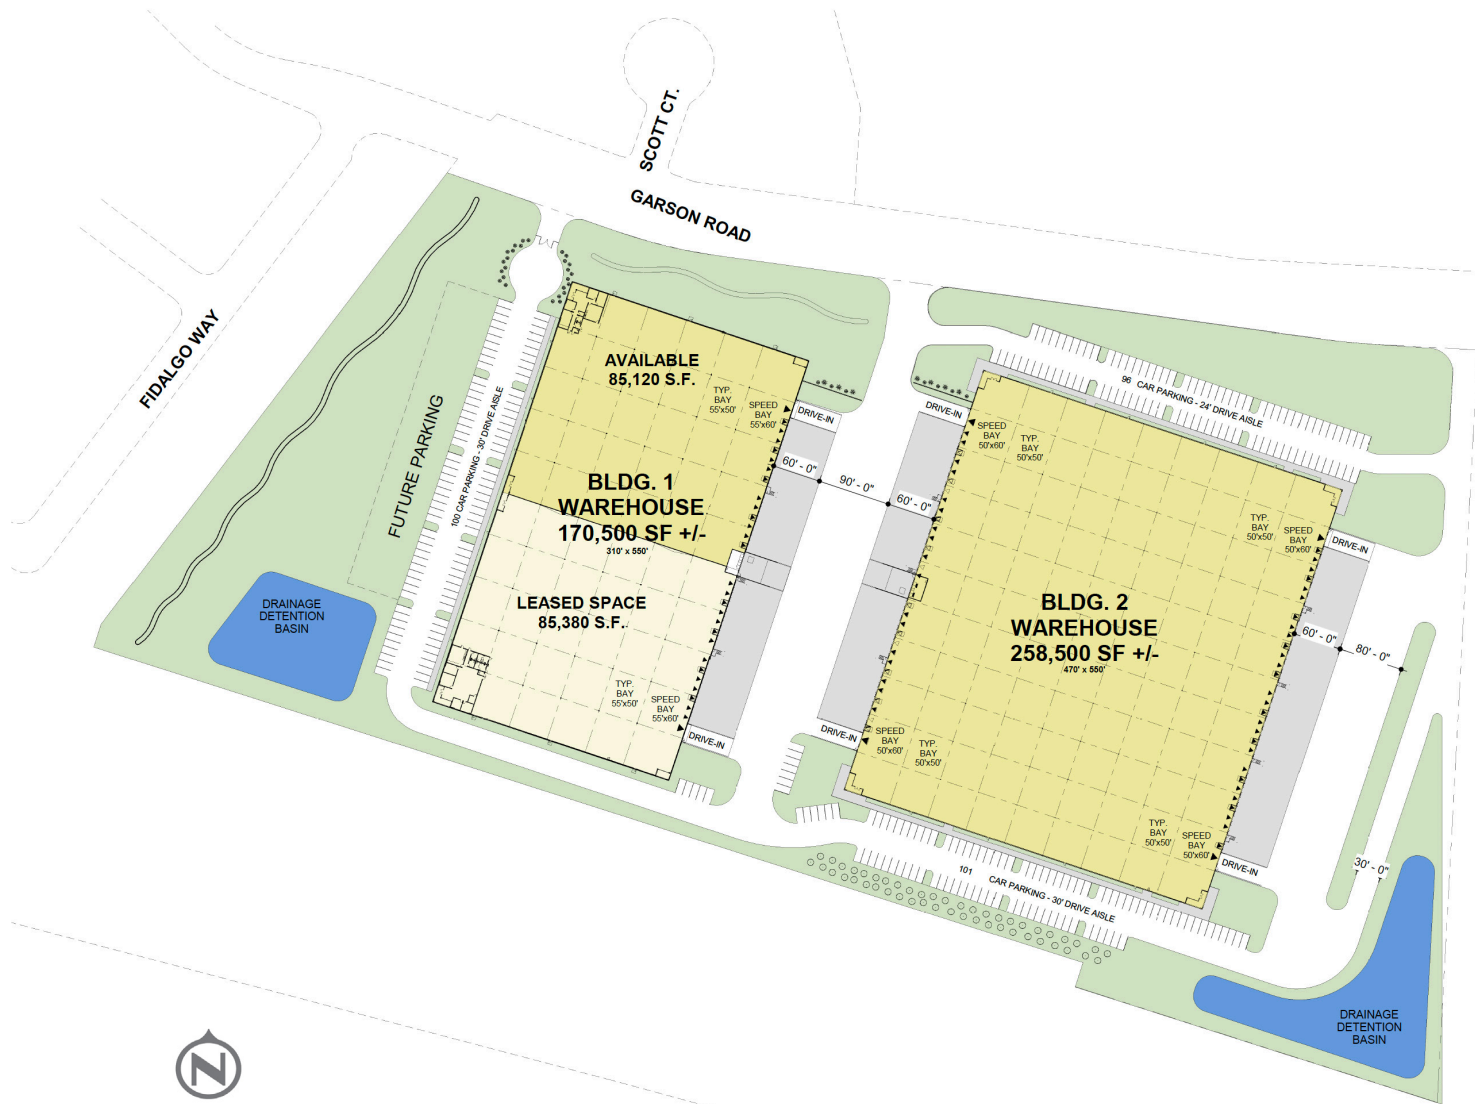 SCOTT CT.
GARSON ROAD
FIDALGO WAY
FUTURE PARKING
100 CAR PARKING - 30' DRIVE AISLE
AVAILABLE
85,120 S.F.
TYP.
BAY
55'x50'
SPEED
BAY
55'x60'
DRIVE-IN
BLDG. 1
WAREHOUSE
170,500 SF +/-
310' x 550'
LEASED SPACE
85,380 S.F.
TYP.
BAY
55'x50'
SPEED
BAY
55'x60'
DRIVE-IN
DRAINAGE
DETENTION
BASIN
60' - 0"
90' - 0"
60' - 0"
96 CAR PARKING - 24' DRIVE AISLE
DRIVE-IN
SPEED
BAY
50'x60'
TYP.
BAY
50'x50'
TYP.
BAY
50'x50'
SPEED
BAY
50'x60'
DRIVE-IN
BLDG. 2
WAREHOUSE
258,500 SF +/-
470' x 550'
60' - 0"
80' - 0"
DRIVE-IN
SPEED
BAY
50'x60'
TYP.
BAY
50'x50'
TYP.
BAY
50'x50'
SPEED
BAY
50'x60'
DRIVE-IN
30' - 0"
101 CAR PARKING - 30' DRIVE AISLE
DRAINAGE
DETENTION
BASIN
N